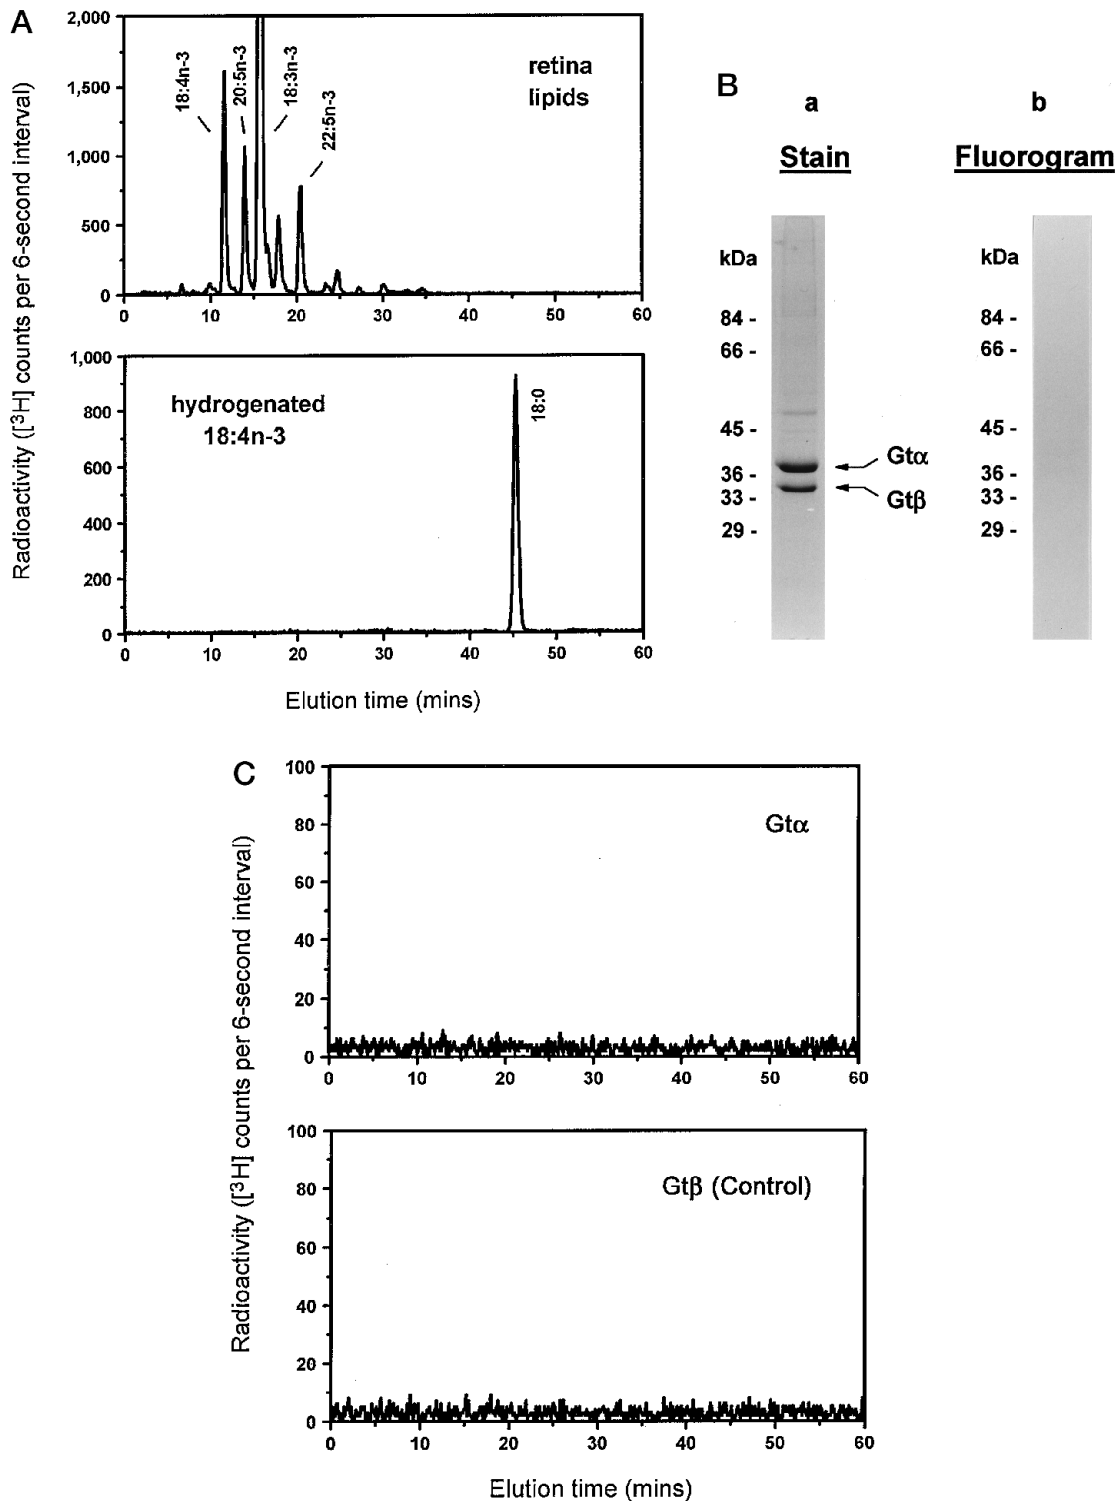 A
Radioactivity ([³H] counts per 6-second interval)
2,000
1,500
1,000
500
0
18:4n-3
20:5n-3
18:3n-3
22:5n-3
retina
lipids
0 10 20 30 40 50 60
1,000
800
600
400
200
0
hydrogenated
18:4n-3
18:0
0 10 20 30 40 50 60
Elution time (mins)
B
a
b
Stain
Fluorogram
kDa
84 -
66 -
45 -
36 -
33 -
29 -
Gtα
Gtβ
kDa
84 -
66 -
45 -
36 -
33 -
29 -
C
Radioactivity ([³H] counts per 6-second interval)
100
80
60
40
20
0
Gtα
0 10 20 30 40 50 60
100
80
60
40
20
0
Gtβ (Control)
0 10 20 30 40 50 60
Elution time (mins)